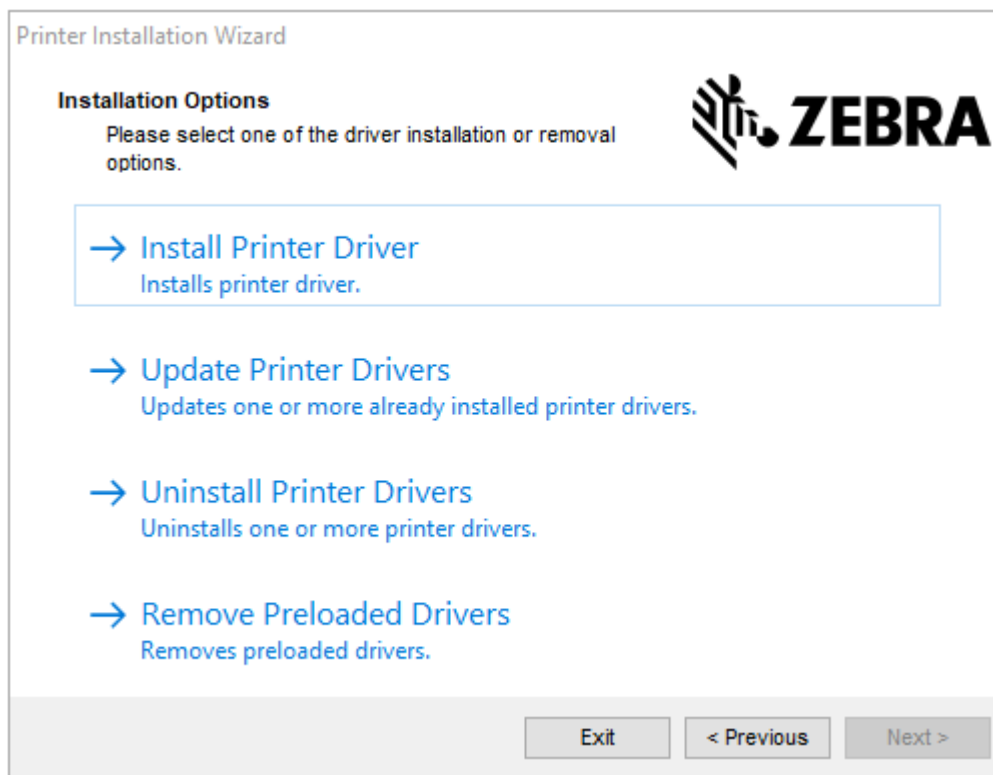 Printer Installation Wizard
Installation Options
ZEBRA
Please select one of the driver installation or removal
options.
Install Printer Driver
Installs printer driver.
Update Printer Drivers
Updates one or more already installed printer drivers.
Uninstall Printer Drivers
Uninstalls one or more printer drivers.
Remove Preloaded Drivers
Removes preloaded drivers.
Exit
< Previous
Next >